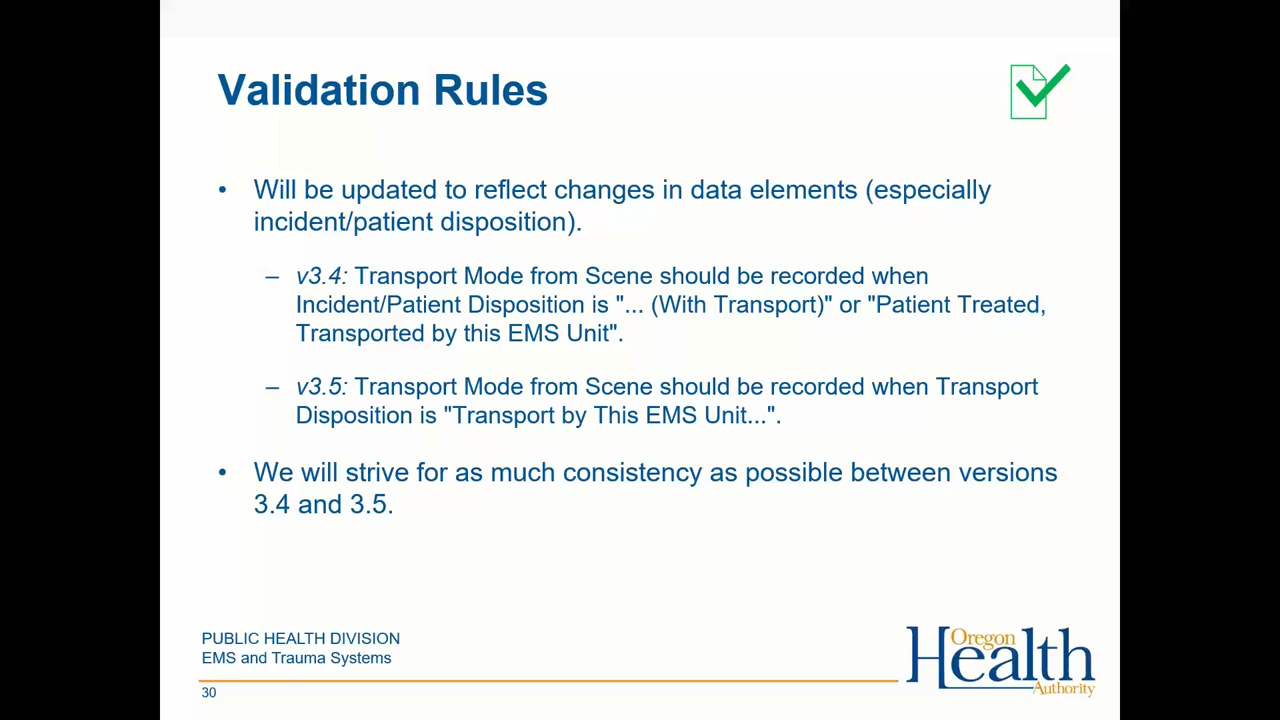 Validation Rules
• Will be updated to reflect changes in data elements (especially
incident/patient disposition).
– v3.4: Transport Mode from Scene should be recorded when
Incident/Patient Disposition is "... (With Transport)" or "Patient Treated,
Transported by this EMS Unit".
– v3.5: Transport Mode from Scene should be recorded when Transport
Disposition is "Transport by This EMS Unit...".
• We will strive for as much consistency as possible between versions
3.4 and 3.5.
PUBLIC HEALTH DIVISION
EMS and Trauma Systems
30
Oregon
Health
Authority